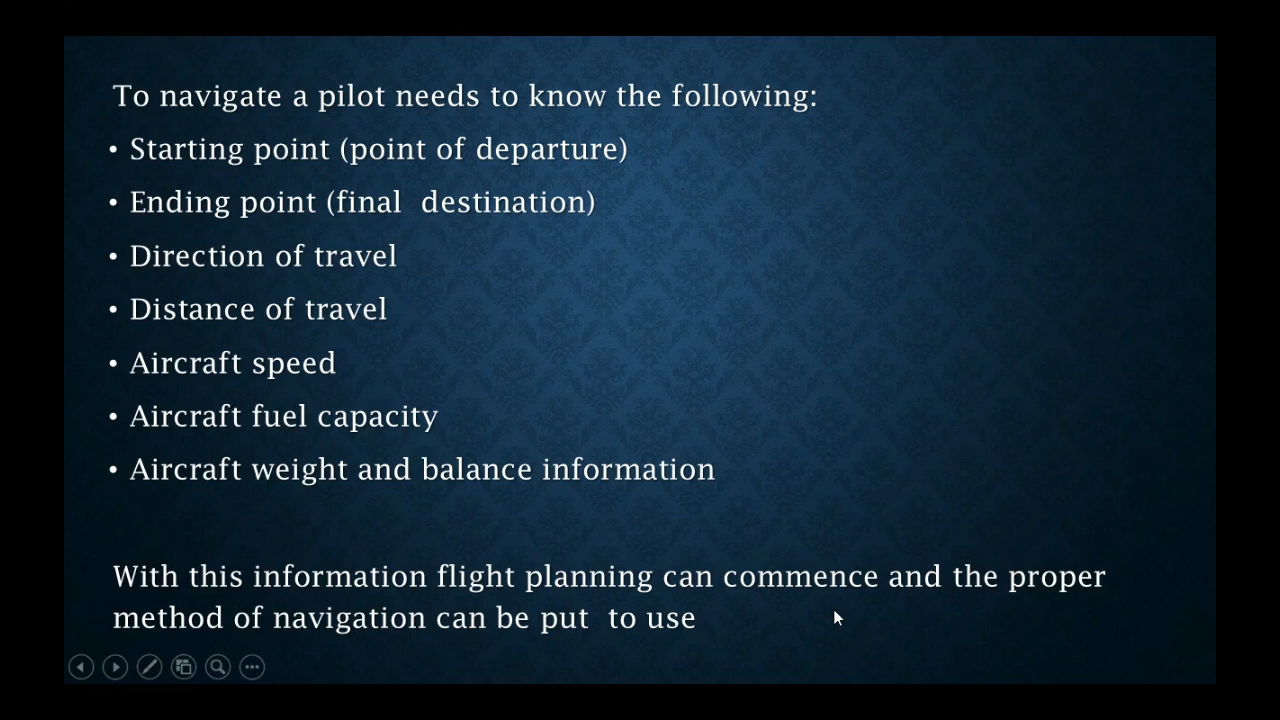 To navigate a pilot needs to know the following:
• Starting point (point of departure)
• Ending point (final  destination)
• Direction of travel
• Distance of travel
• Aircraft speed
• Aircraft fuel capacity
• Aircraft weight and balance information
With this information flight planning can commence and the proper
method of navigation can be put  to use